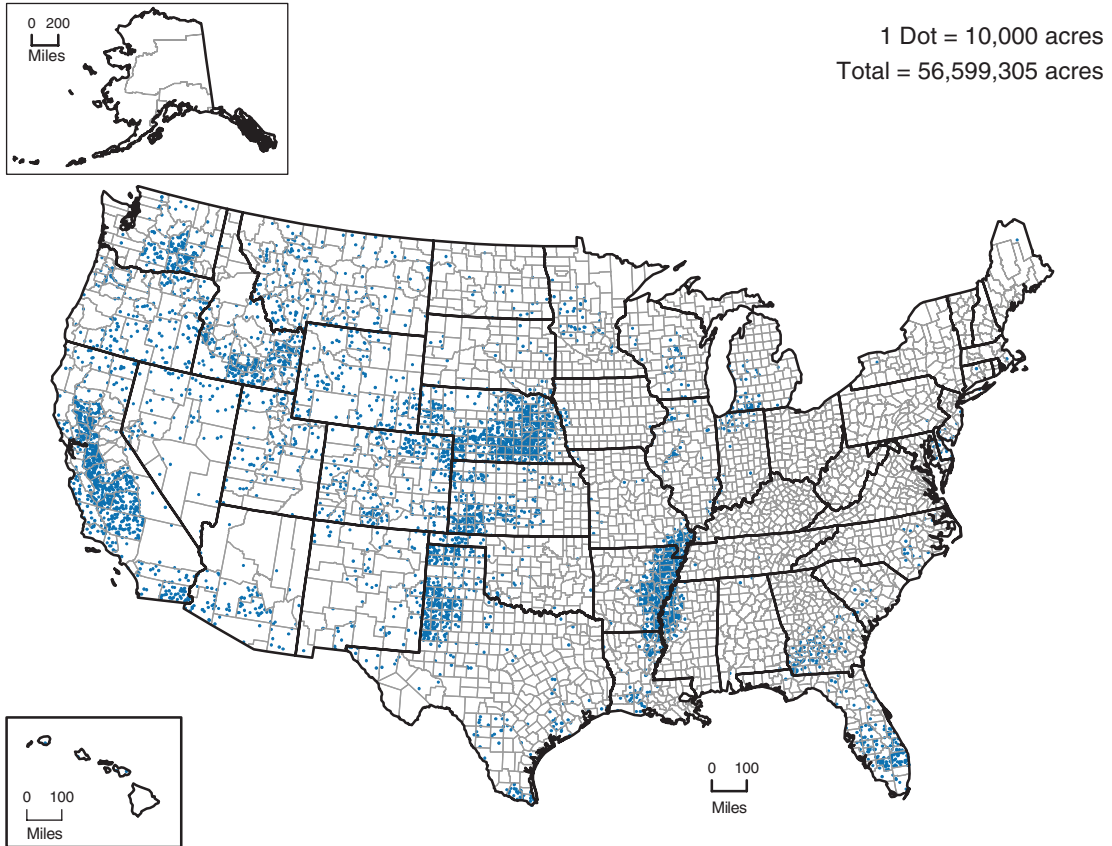 0 200
Miles
1 Dot = 10,000 acres
Total = 56,599,305 acres
0 100
Miles
0 100
Miles